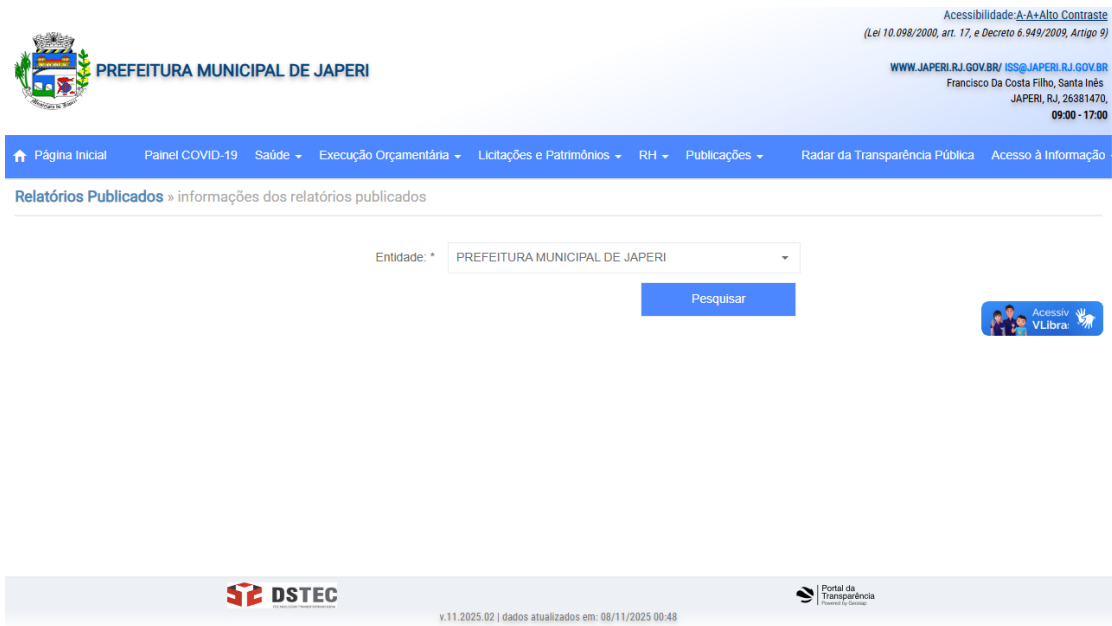 Acessibilidade:A-A+Alto Contraste
(Lei 10.098/2000, art. 17, e Decreto 6.949/2009, Artigo 9)
PREFEITURA MUNICIPAL DE JAPERI
WWW.JAPERI.RJ.GOV.BR/ ISS@JAPERI.RJ.GOV.BR
Francisco Da Costa Filho, Santa Inês
JAPERI, RJ, 26381470,
09:00 - 17:00
Página Inicial Painel COVID-19 Saúde Execução Orçamentária Licitações e Patrimônios RH Publicações Radar da Transparência Pública Acesso à Informação
Relatórios Publicados » informações dos relatórios publicados
Entidade: * PREFEITURA MUNICIPAL DE JAPERI
Pesquisar
Acessív
VLibra
DSTEC
Portal da
Transparência
v.11.2025.02 | dados atualizados em: 08/11/2025 00:48